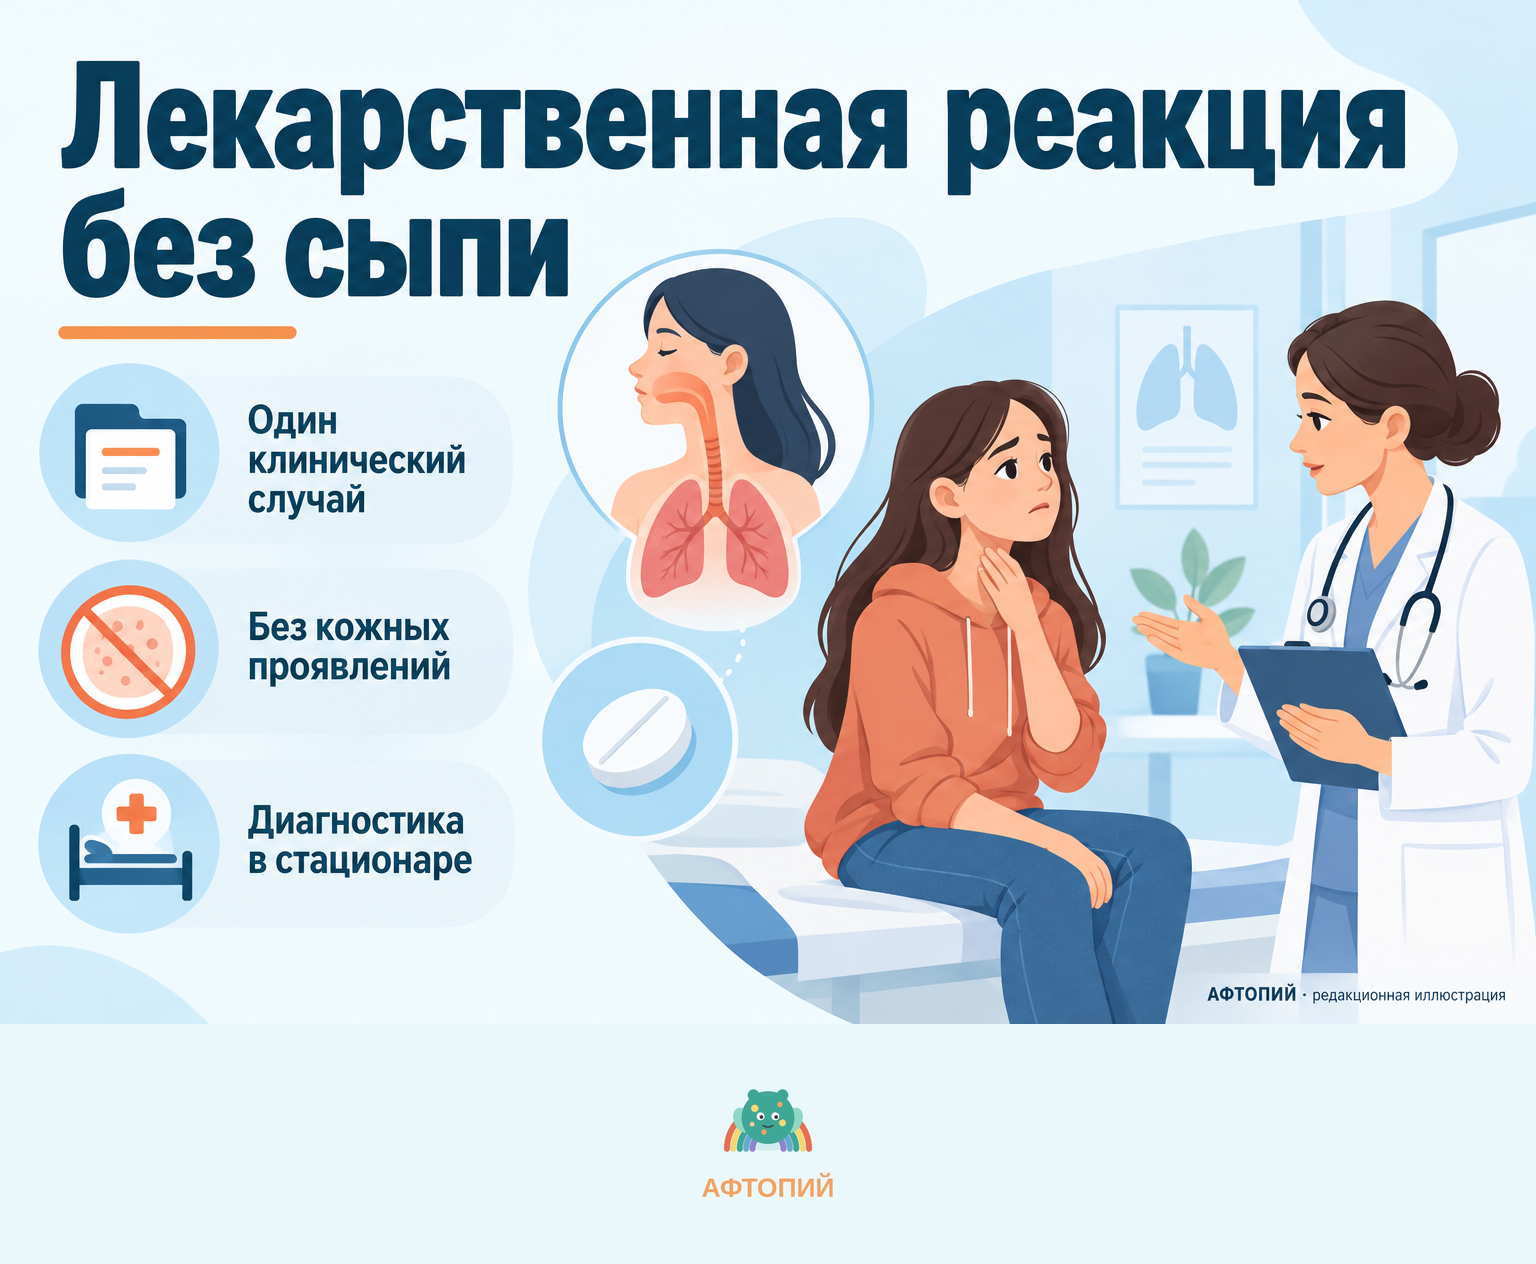 Лекарственная реакция
без сыпи
Один
клинический
случай
Без кожных
проявлений
Диагностика
в стационаре
АФТОПИЙ · редакционная иллюстрация
АФТОПИЙ